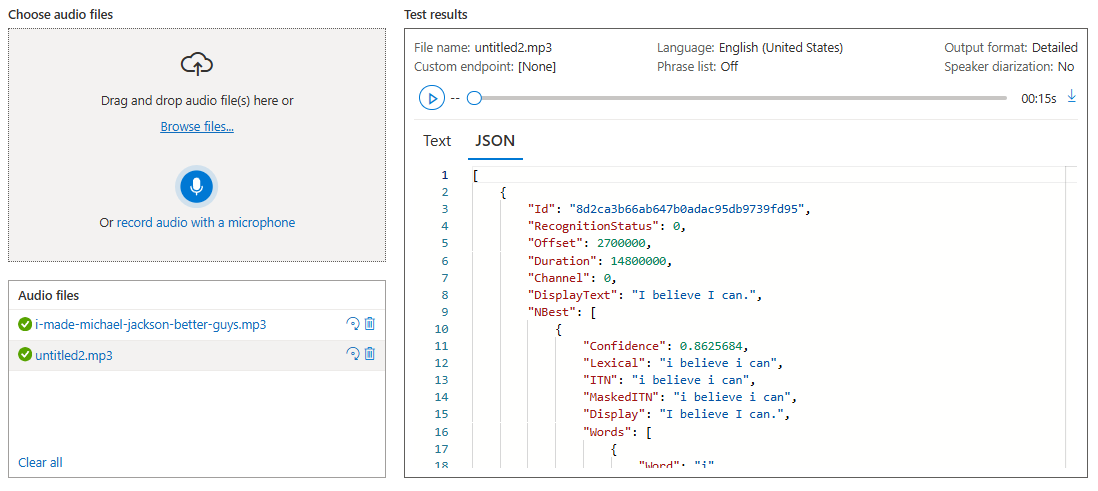 Choose audio files
Drag and drop audio file(s) here or
Browse files...
Or record audio with a microphone
Audio files
i-made-michael-jackson-better-guys.mp3
untitled2.mp3
Clear all
Test results
File name: untitled2.mp3 Language: English (United States) Output format: Detailed
Custom endpoint: [None] Phrase list: Off Speaker diarization: No
-- 00:15s
Text JSON
1 [
2 {
3 "Id": "8d2ca3b66ab647b0adac95db9739fd95",
4 "RecognitionStatus": 0,
5 "Offset": 2700000,
6 "Duration": 14800000,
7 "Channel": 0,
8 "DisplayText": "I believe I can.",
9 "NBest": [
10 {
11 "Confidence": 0.8625684,
12 "Lexical": "i believe i can",
13 "ITN": "i believe i can",
14 "MaskedITN": "i believe i can",
15 "Display": "I believe I can.",
16 "Words": [
17 {
18 "Word": "i"